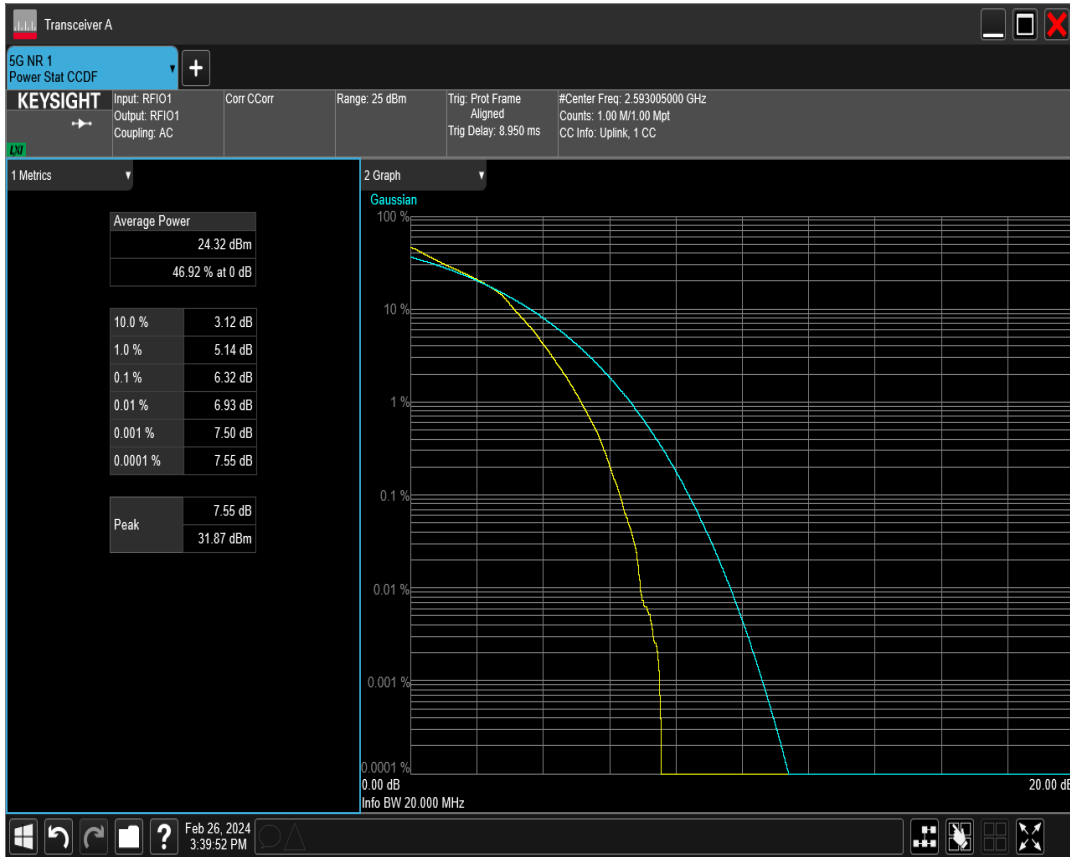 Transceiver A
5G NR 1
Power Stat CCDF
+
KEYSIGHT
LXI
Input: RFIO1
Output: RFIO1
Coupling: AC
Corr CCorr
Range: 25 dBm
Trig: Prot Frame
Aligned
Trig Delay: 8.950 ms
#Center Freq: 2.593005000 GHz
Counts: 1.00 M/1.00 Mpt
CC Info: Uplink, 1 CC
1 Metrics
Average Power
24.32 dBm
46.92 % at 0 dB
10.0 % 3.12 dB
1.0 % 5.14 dB
0.1 % 6.32 dB
0.01 % 6.93 dB
0.001 % 7.50 dB
0.0001 % 7.55 dB
Peak
7.55 dB
31.87 dBm
2 Graph
Gaussian
100 %
10 %
1 %
0.1 %
0.01 %
0.001 %
0.0001 %
0.00 dB
20.00 dB
Info BW 20.000 MHz
?
Feb 26, 2024
3:39:52 PM